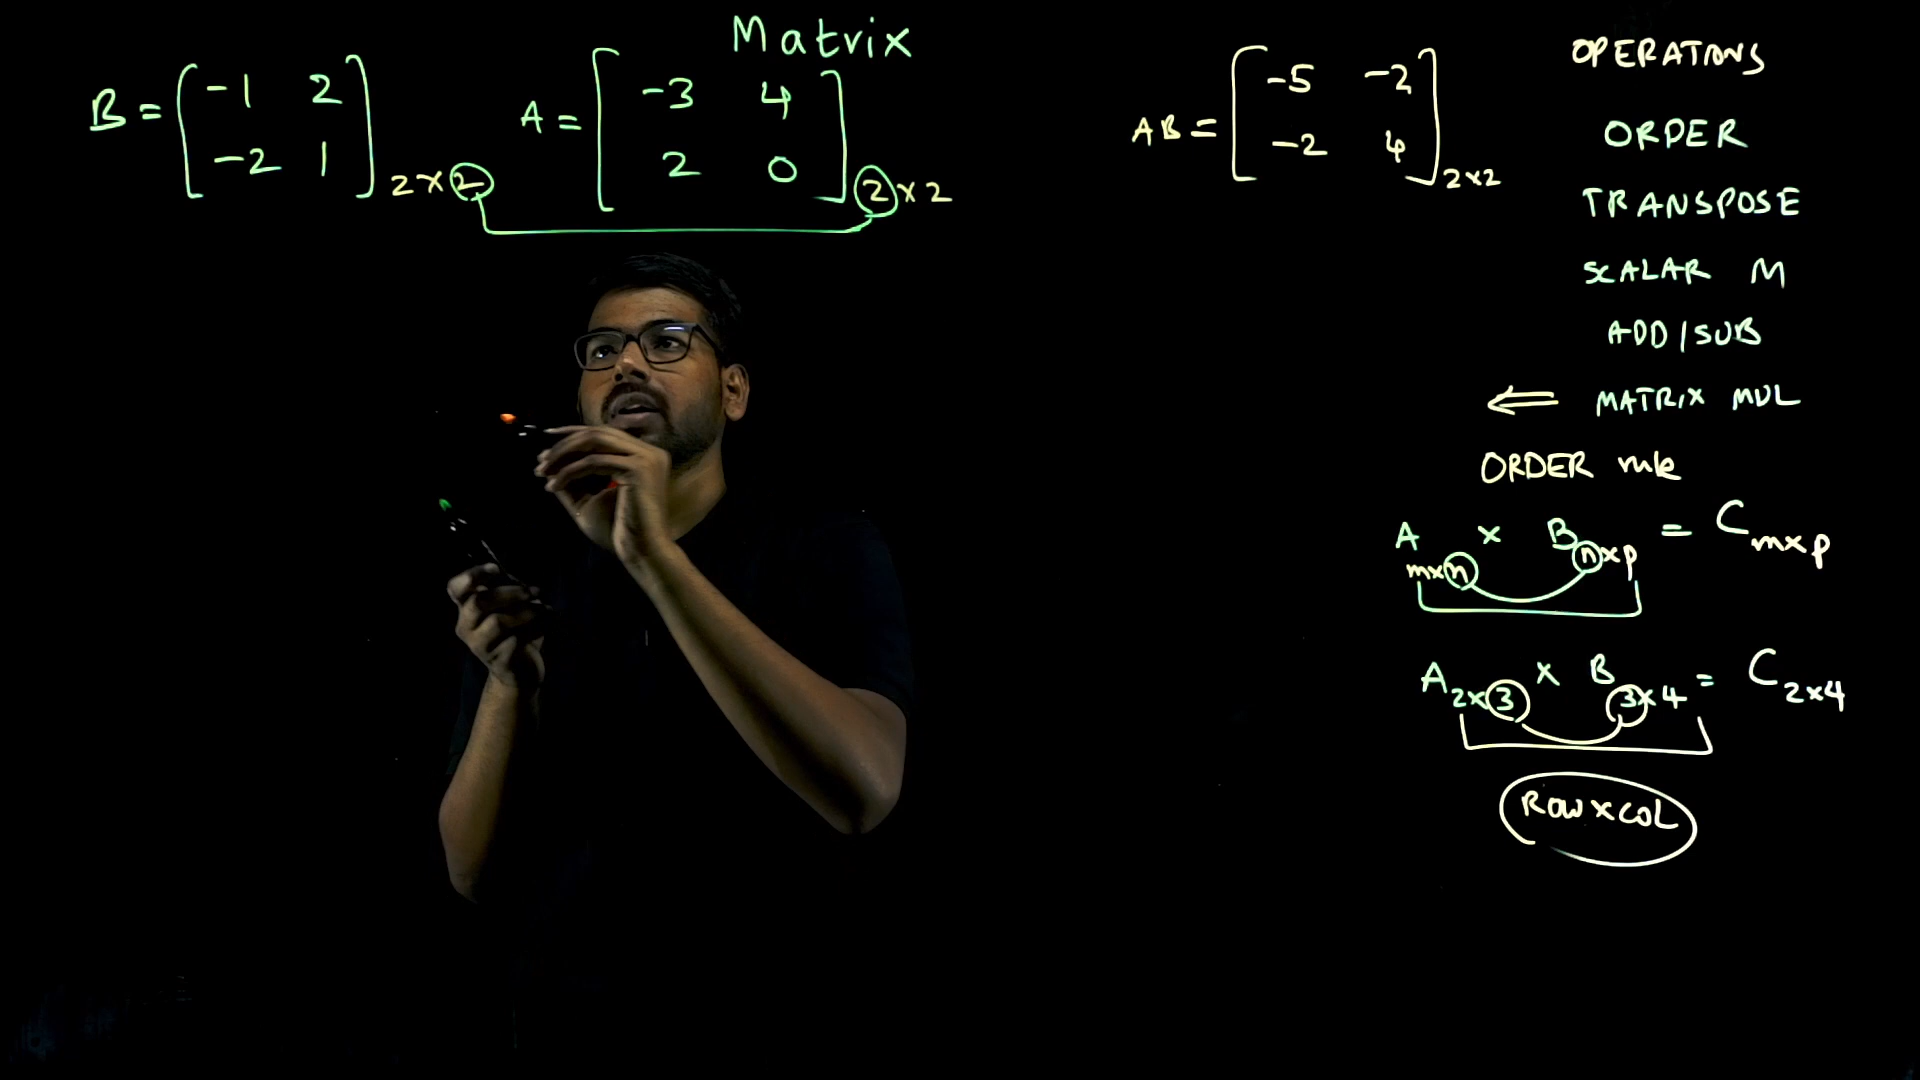 Matrix
B = [ -1 2
-2 1 ] 2×2
A = [ -3 4
2 0 ] 2×2
AB = [ -5 -2
-2 4 ] 2×2
OPERATIONS
ORDER
TRANSPOSE
SCALAR M
ADD/SUB
⇐ MATRIX MUL
ORDER rule
A m×n × B n×p = C m×p
A 2×3 × B 3×4 = C 2×4
ROW × COL